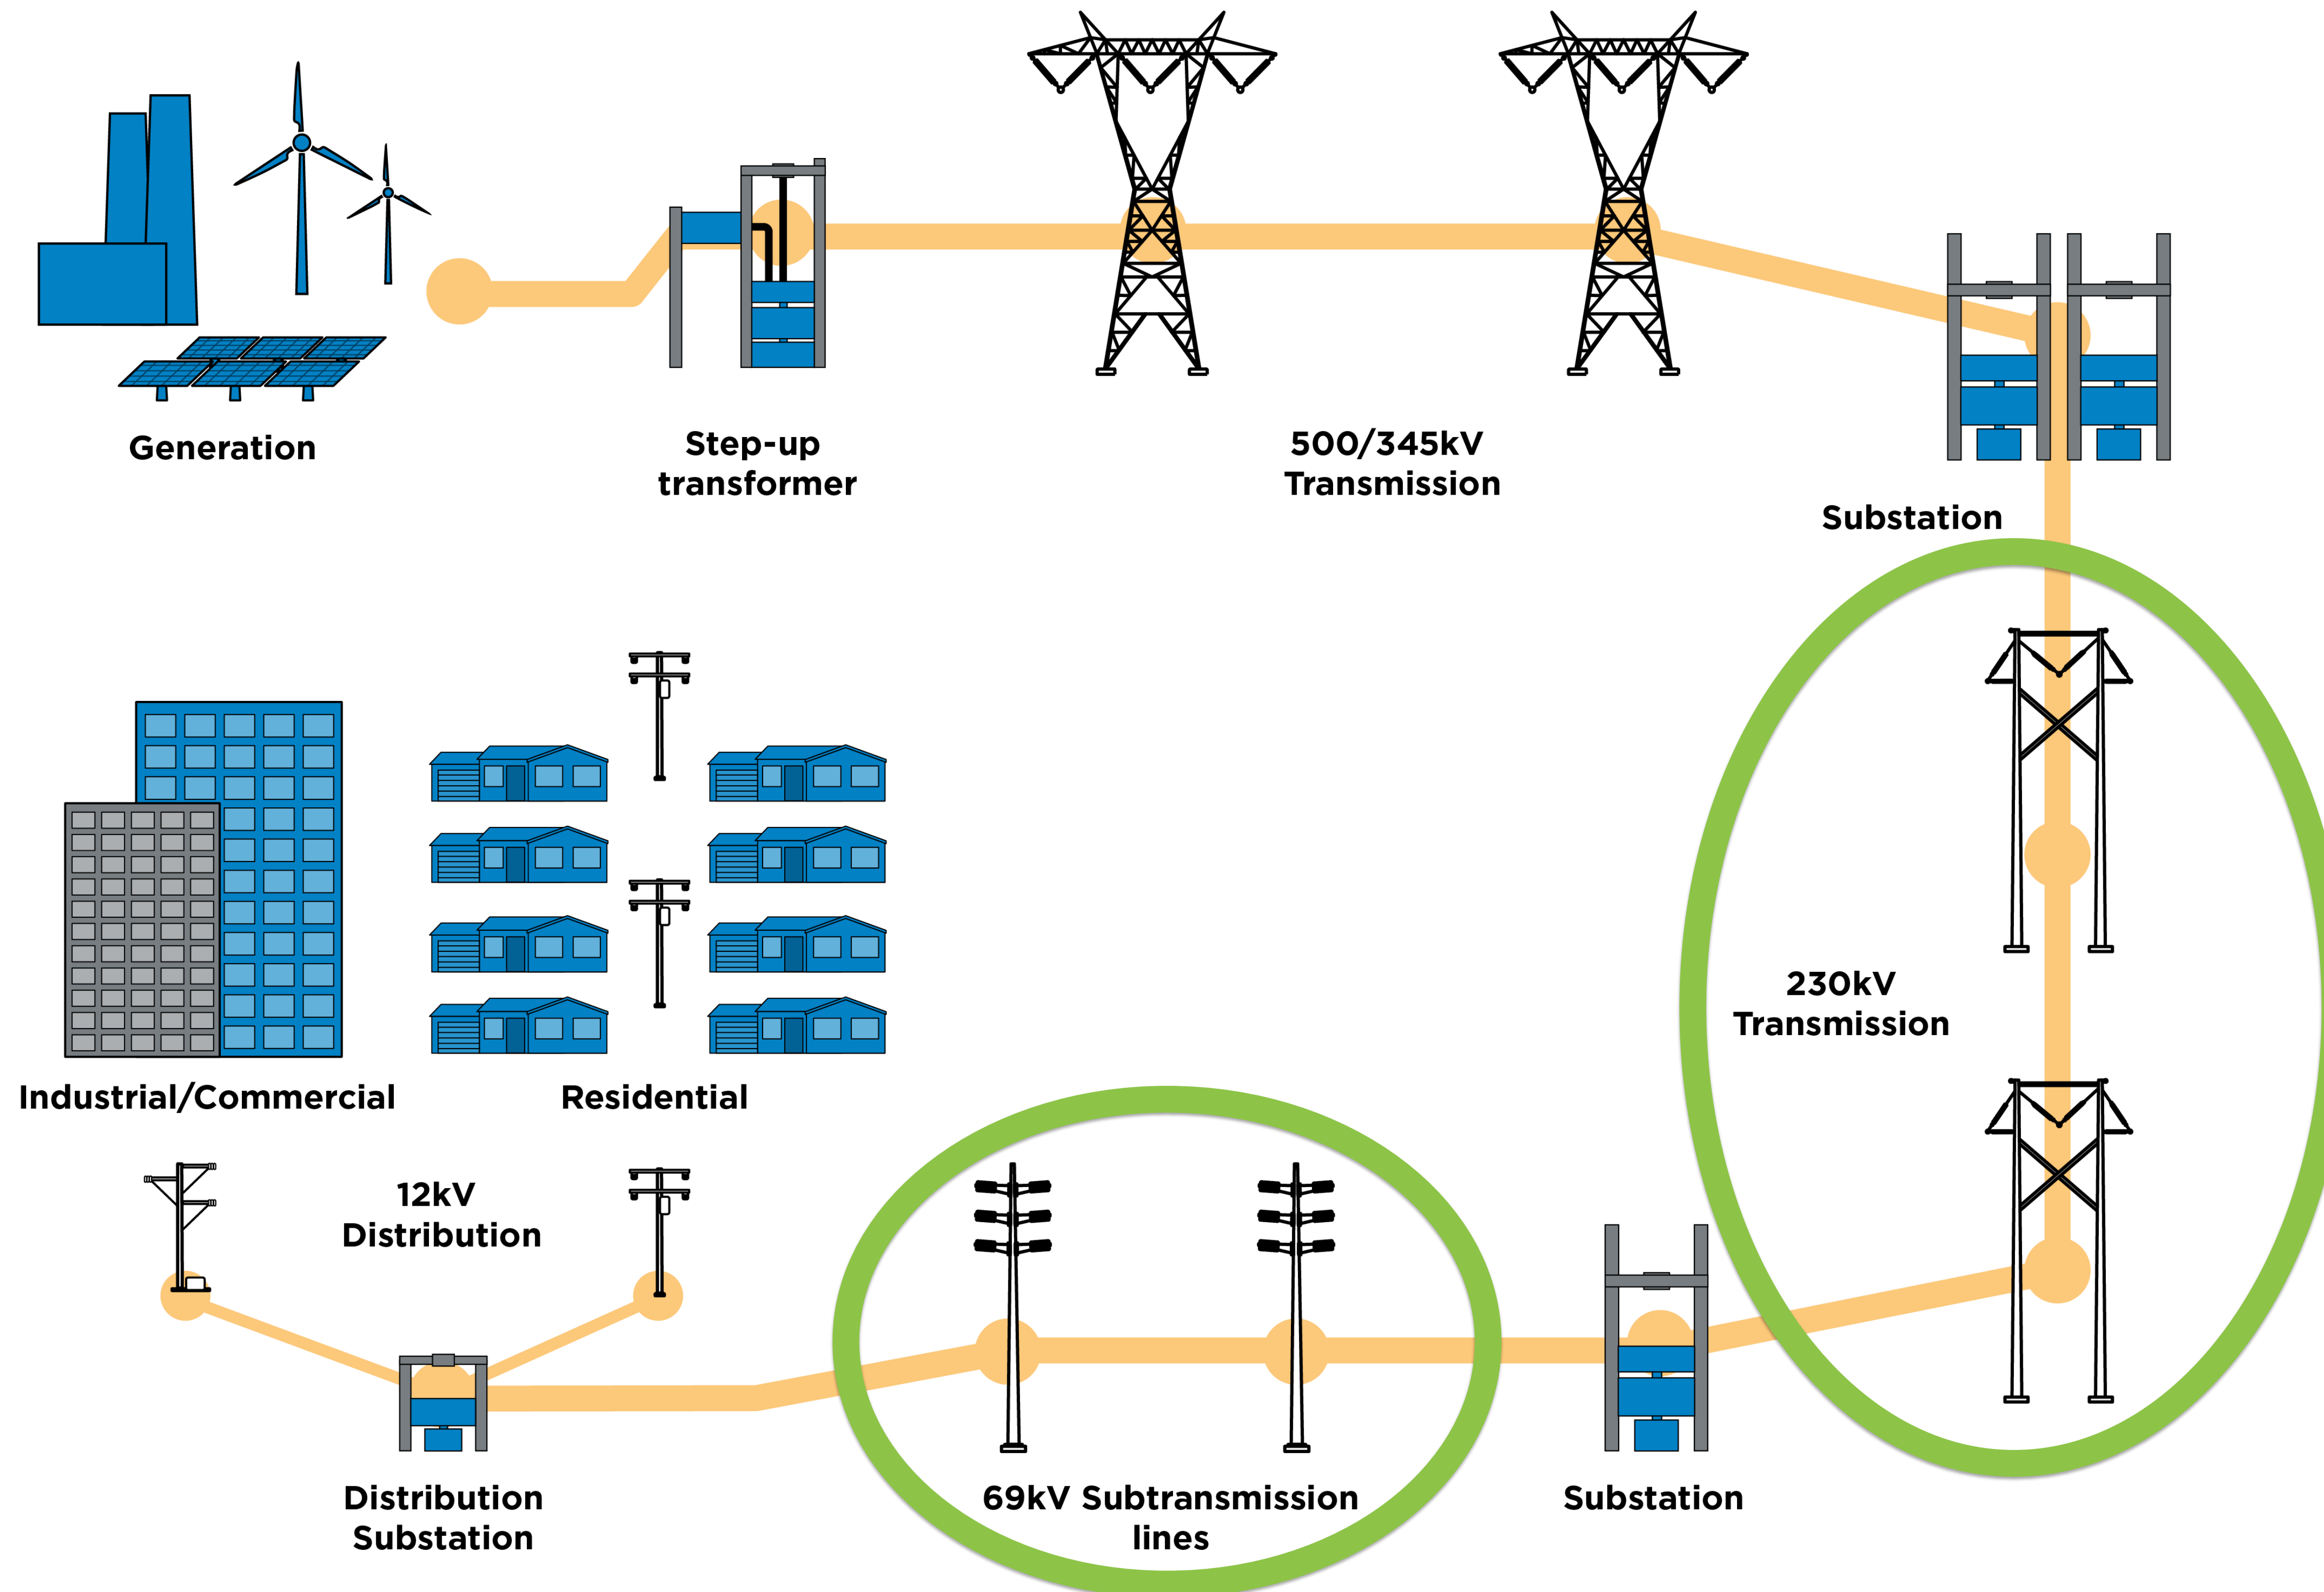 Generation
Step-up
transformer
500/345kV
Transmission
Substation
230kV
Transmission
Industrial/Commercial
Residential
12kV
Distribution
Distribution
Substation
69kV Subtransmission
lines
Substation